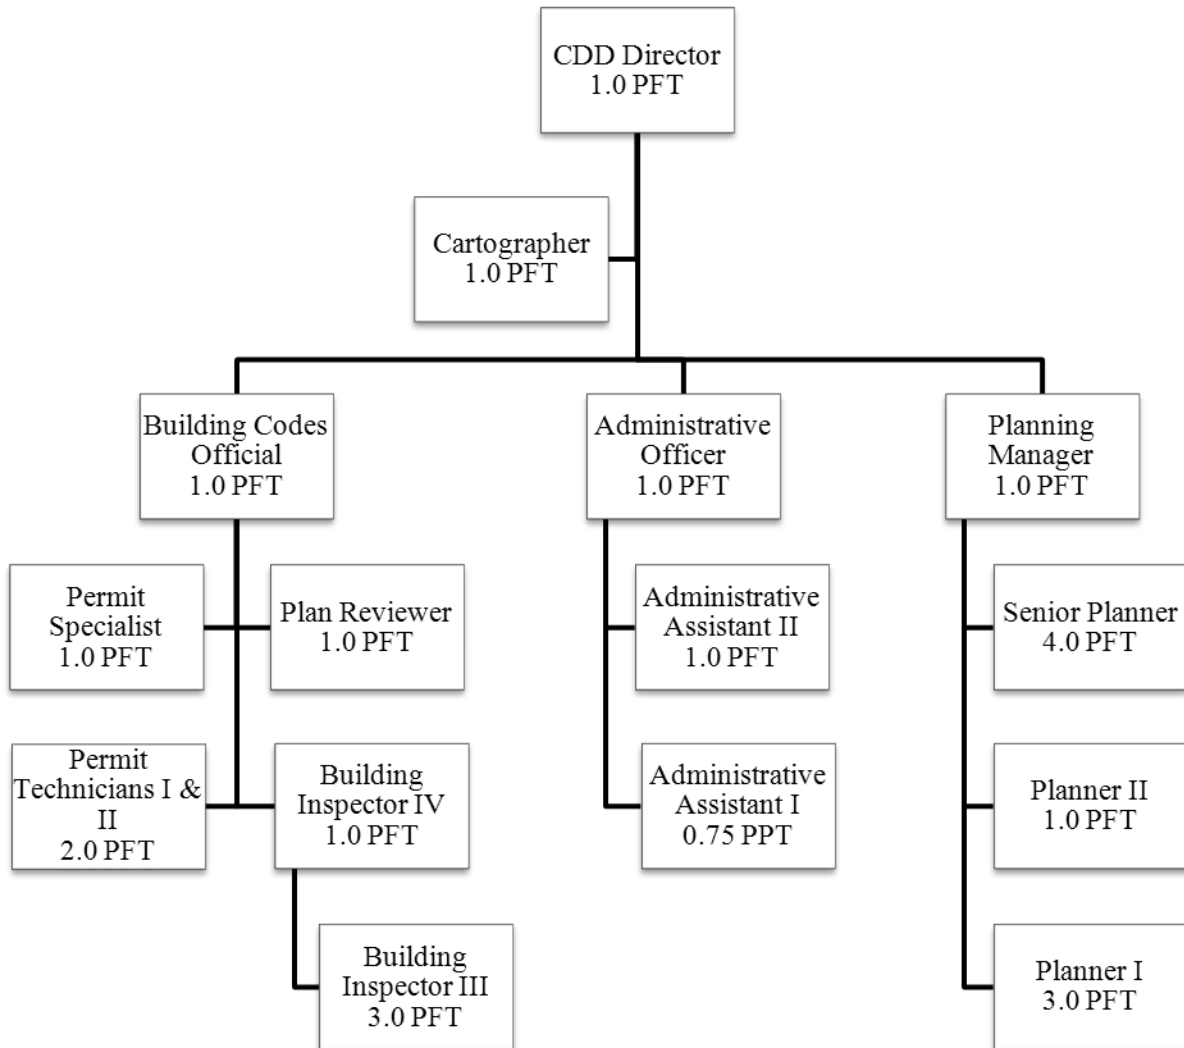 CDD Director
1.0 PFT
Cartographer
1.0 PFT
Building Codes
Official
1.0 PFT
Administrative
Officer
1.0 PFT
Planning
Manager
1.0 PFT
Permit
Specialist
1.0 PFT
Plan Reviewer
1.0 PFT
Administrative
Assistant II
1.0 PFT
Senior Planner
4.0 PFT
Permit
Technicians I &
II
2.0 PFT
Building
Inspector IV
1.0 PFT
Administrative
Assistant I
0.75 PPT
Planner II
1.0 PFT
Building
Inspector III
3.0 PFT
Planner I
3.0 PFT